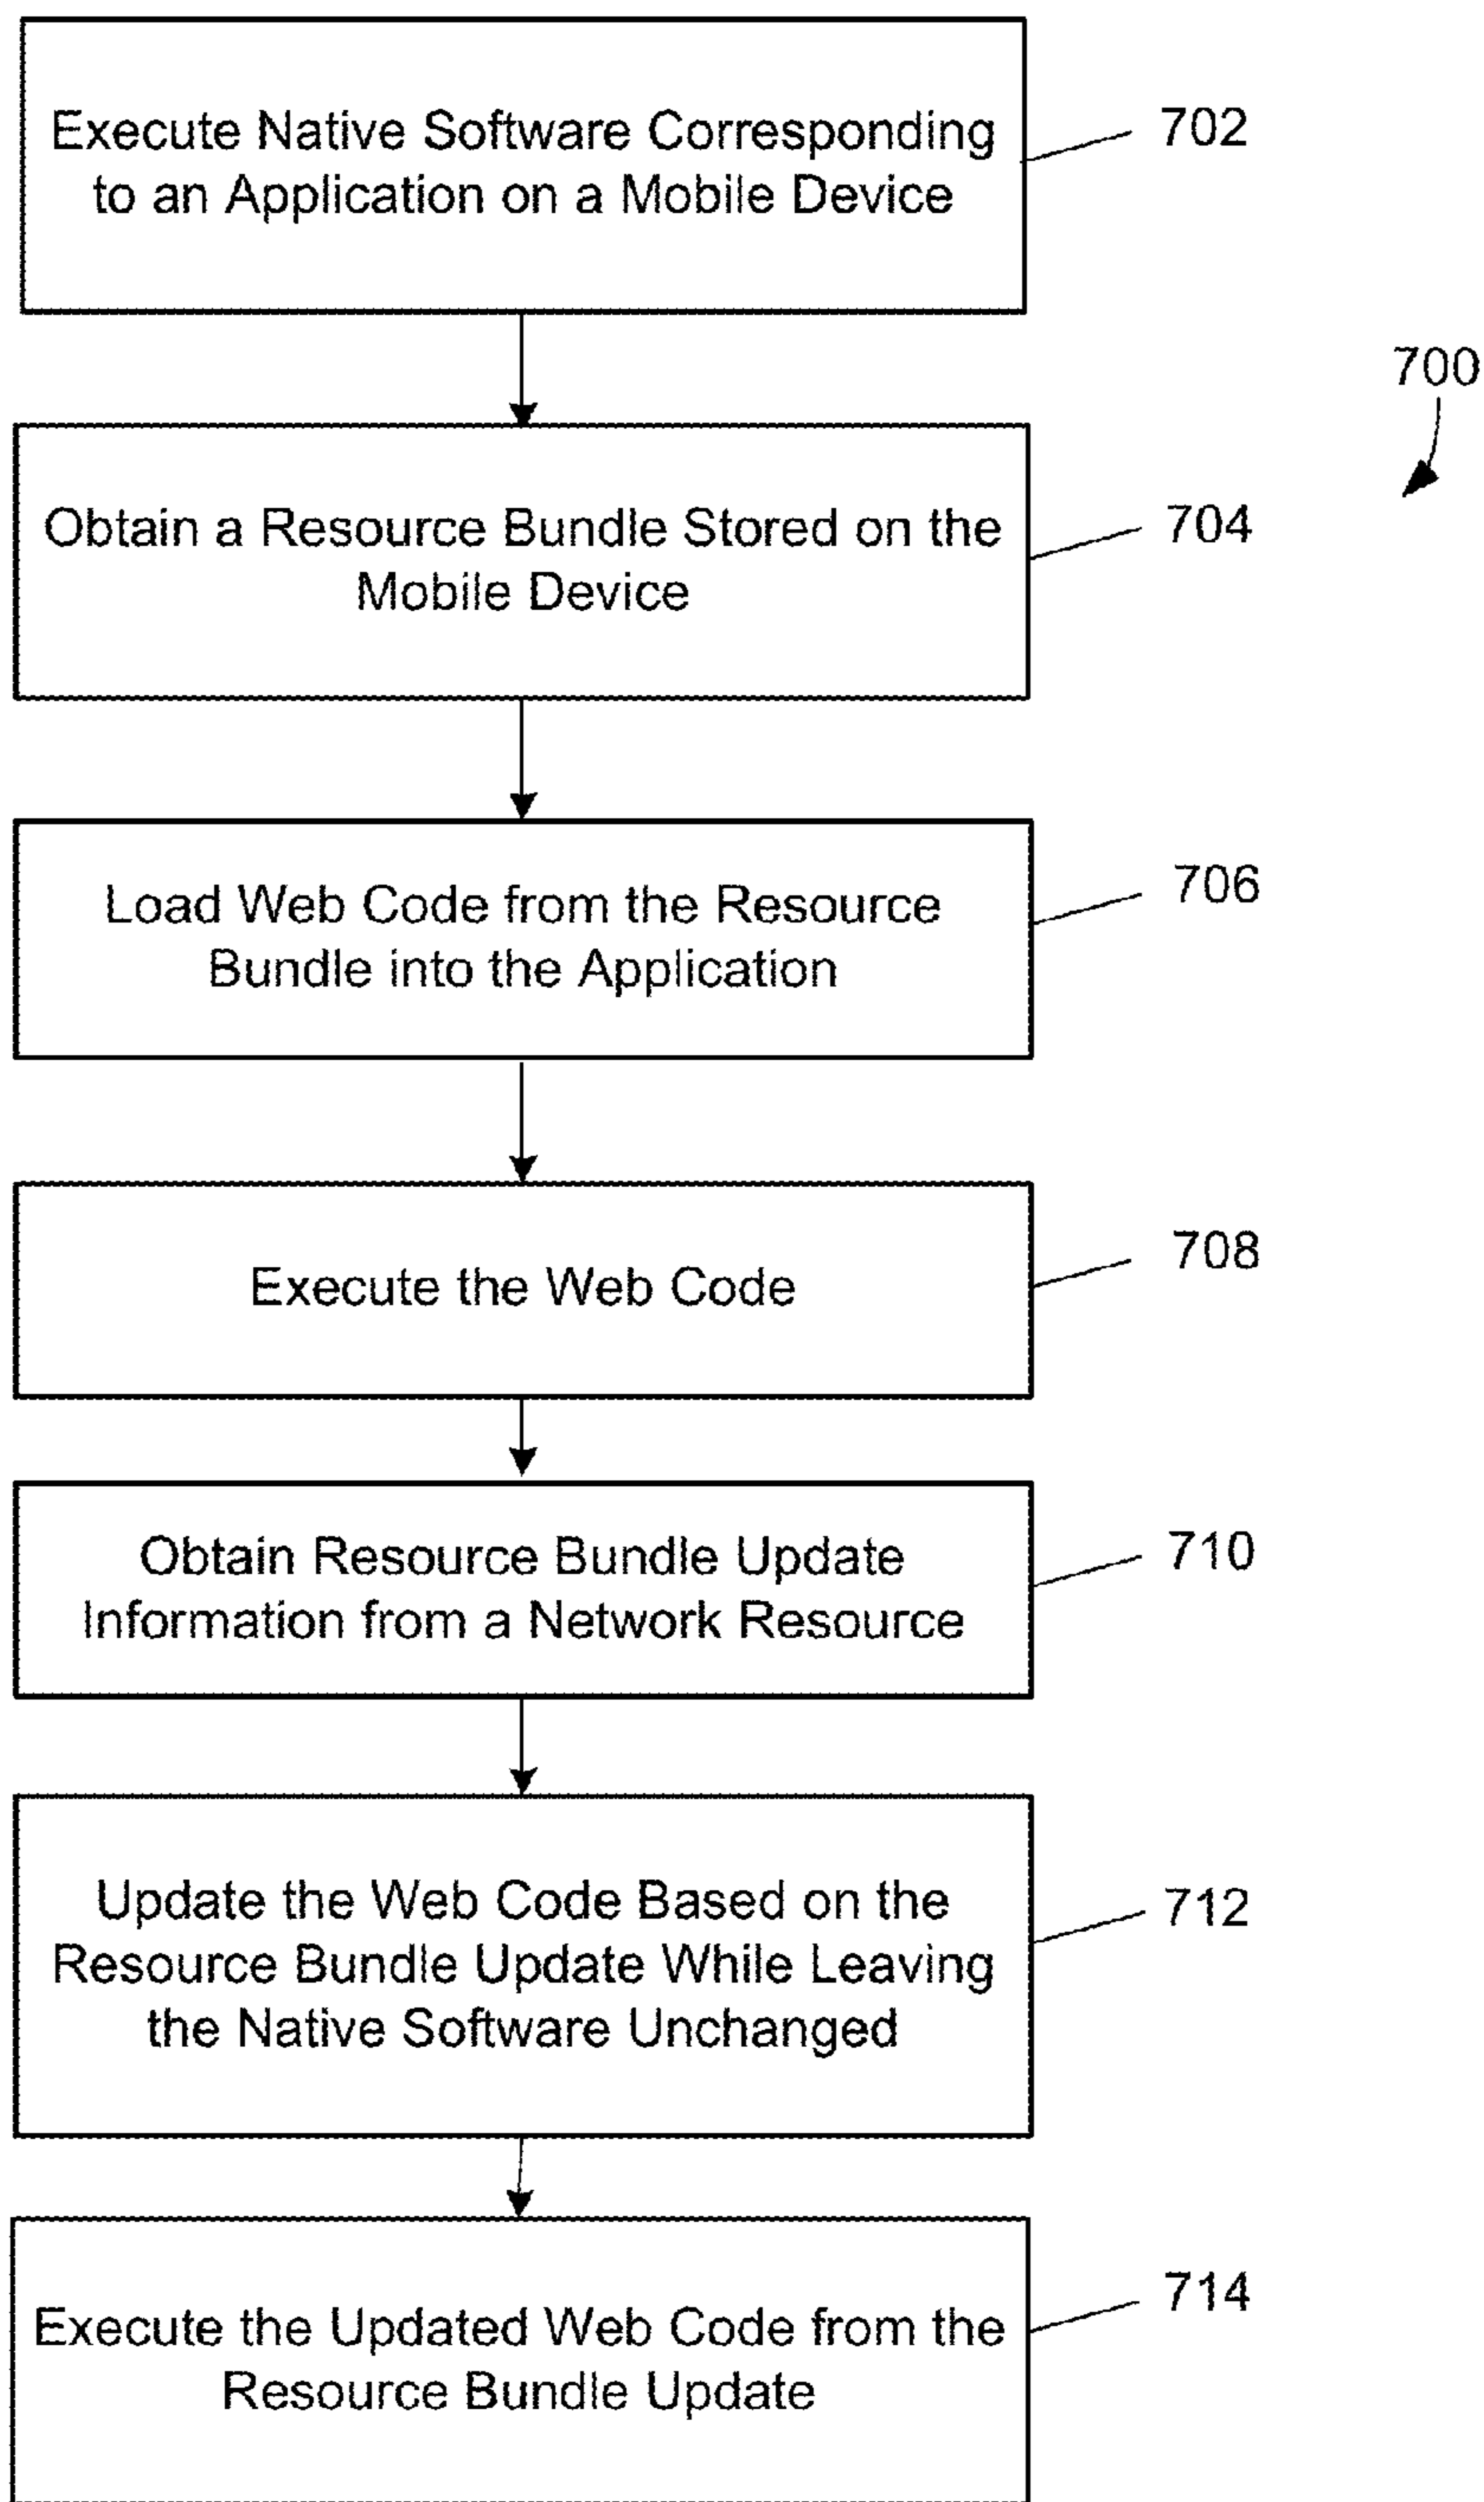 Execute Native Software Corresponding
to an Application on a Mobile Device
702
700
Obtain a Resource Bundle Stored on the
Mobile Device
704
Load Web Code from the Resource
Bundle into the Application
706
Execute the Web Code
708
Obtain Resource Bundle Update
Information from a Network Resource
710
Update the Web Code Based on the
Resource Bundle Update While Leaving
the Native Software Unchanged
712
Execute the Updated Web Code from the
Resource Bundle Update
714